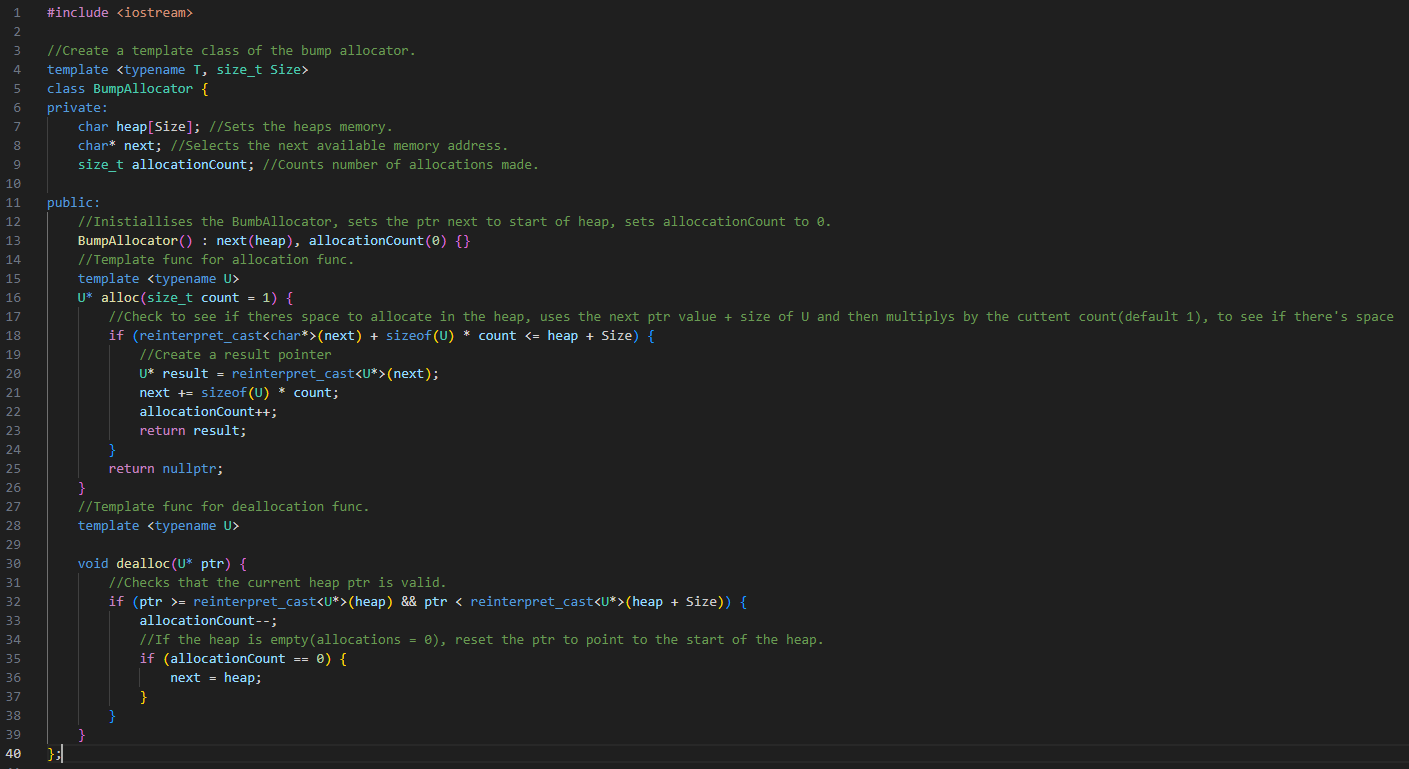 1 #include <iostream>
2
3 //Create a template class of the bump allocator.
4 template <typename T, size_t Size>
5 class BumpAllocator {
6 private:
7     char heap[Size]; //Sets the heaps memory.
8     char* next; //Selects the next available memory address.
9     size_t allocationCount; //Counts number of allocations made.
10
11 public:
12     //Inistiallises the BumbAllocator, sets the ptr next to start of heap, sets alloccationCount to 0.
13     BumpAllocator() : next(heap), allocationCount(0) {}
14     //Template func for allocation func.
15     template <typename U>
16     U* alloc(size_t count = 1) {
17         //Check to see if theres space to allocate in the heap, uses the next ptr value + size of U and then multiplys by the cuttent count(default 1), to see if there's space
18         if (reinterpret_cast<char*>(next) + sizeof(U) * count <= heap + Size) {
19             //Create a result pointer
20             U* result = reinterpret_cast<U*>(next);
21             next += sizeof(U) * count;
22             allocationCount++;
23             return result;
24         }
25         return nullptr;
26     }
27     //Template func for deallocation func.
28     template <typename U>
29
30     void dealloc(U* ptr) {
31         //Checks that the current heap ptr is valid.
32         if (ptr >= reinterpret_cast<U*>(heap) && ptr < reinterpret_cast<U*>(heap + Size)) {
33             allocationCount--;
34             //If the heap is empty(allocations = 0), reset the ptr to point to the start of the heap.
35             if (allocationCount == 0) {
36                 next = heap;
37             }
38         }
39     }
40 };